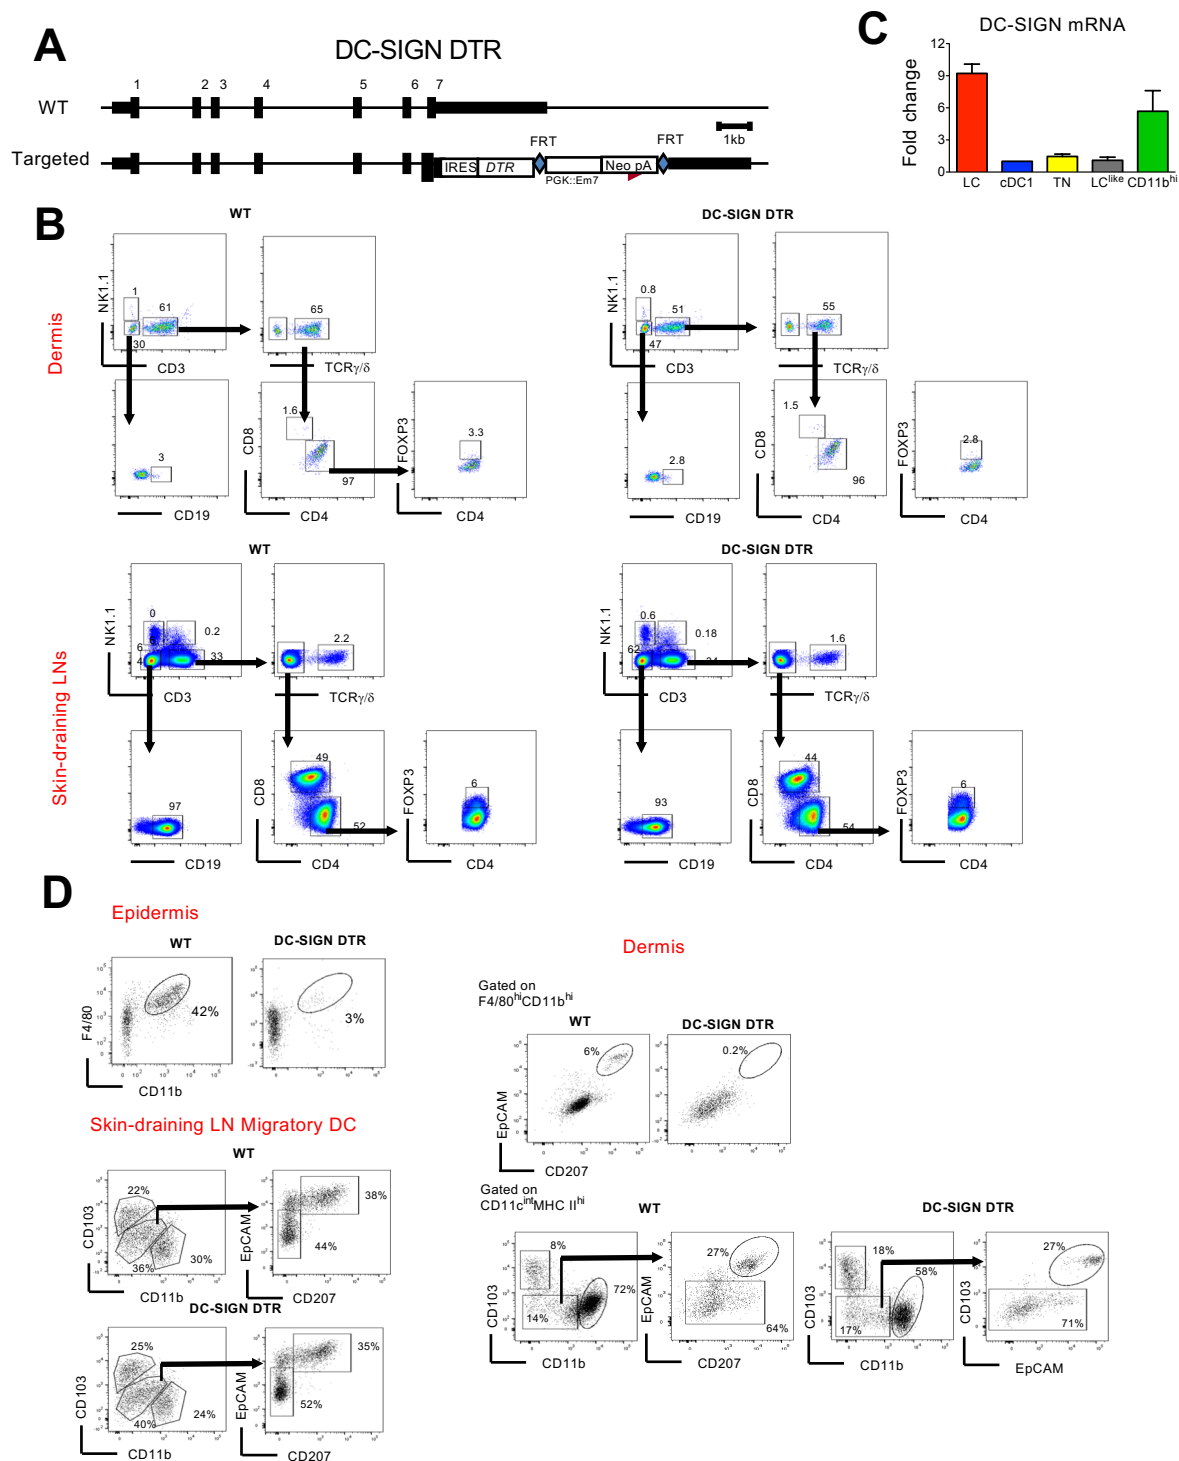 A
DC-SIGN DTR
1 2 3 4 5 6 7
WT
1kb
FRT FRT
Targeted
IRES DTR Neo pA
PGK::Em7
C
DC-SIGN mRNA
Fold change
12
9
6
3
0
LC cDC1 TN LClike CD11bhi
B
WT DC-SIGN DTR
Dermis
NK1.1
1
61
30
CD3
65
TCRγ/δ
NK1.1
0.8
51
47
CD3
55
TCRγ/δ
3
CD19
CD8
1.6
97
CD4
FOXP3
3.3
CD4
2.8
CD19
CD8
1.5
96
CD4
FOXP3
2.8
CD4
WT DC-SIGN DTR
Skin-draining LNs
NK1.1
0
0.2
6
4
33
CD3
2.2
TCRγ/δ
NK1.1
0.6
0.18
62
CD3
1.6
TCRγ/δ
97
CD19
CD8
49
52
CD4
FOXP3
6
CD4
93
CD19
CD8
44
54
CD4
FOXP3
6
CD4
D
Epidermis
WT DC-SIGN DTR
F4/80
42%
3%
CD11b
Skin-draining LN Migratory DC
WT
CD103
22%
30%
36%
CD11b
EpCAM
38%
44%
CD207
DC-SIGN DTR
CD103
25%
24%
40%
CD11b
EpCAM
35%
52%
CD207
Dermis
Gated on
F4/80hiCD11bhi
WT DC-SIGN DTR
EpCAM
6%
0.2%
CD207
Gated on
CD11cintMHC IIhi
WT
DC-SIGN DTR
CD103
8%
72%
14%
CD11b
EpCAM
27%
64%
CD207
CD103
18%
58%
17%
CD11b
CD103
27%
71%
EpCAM